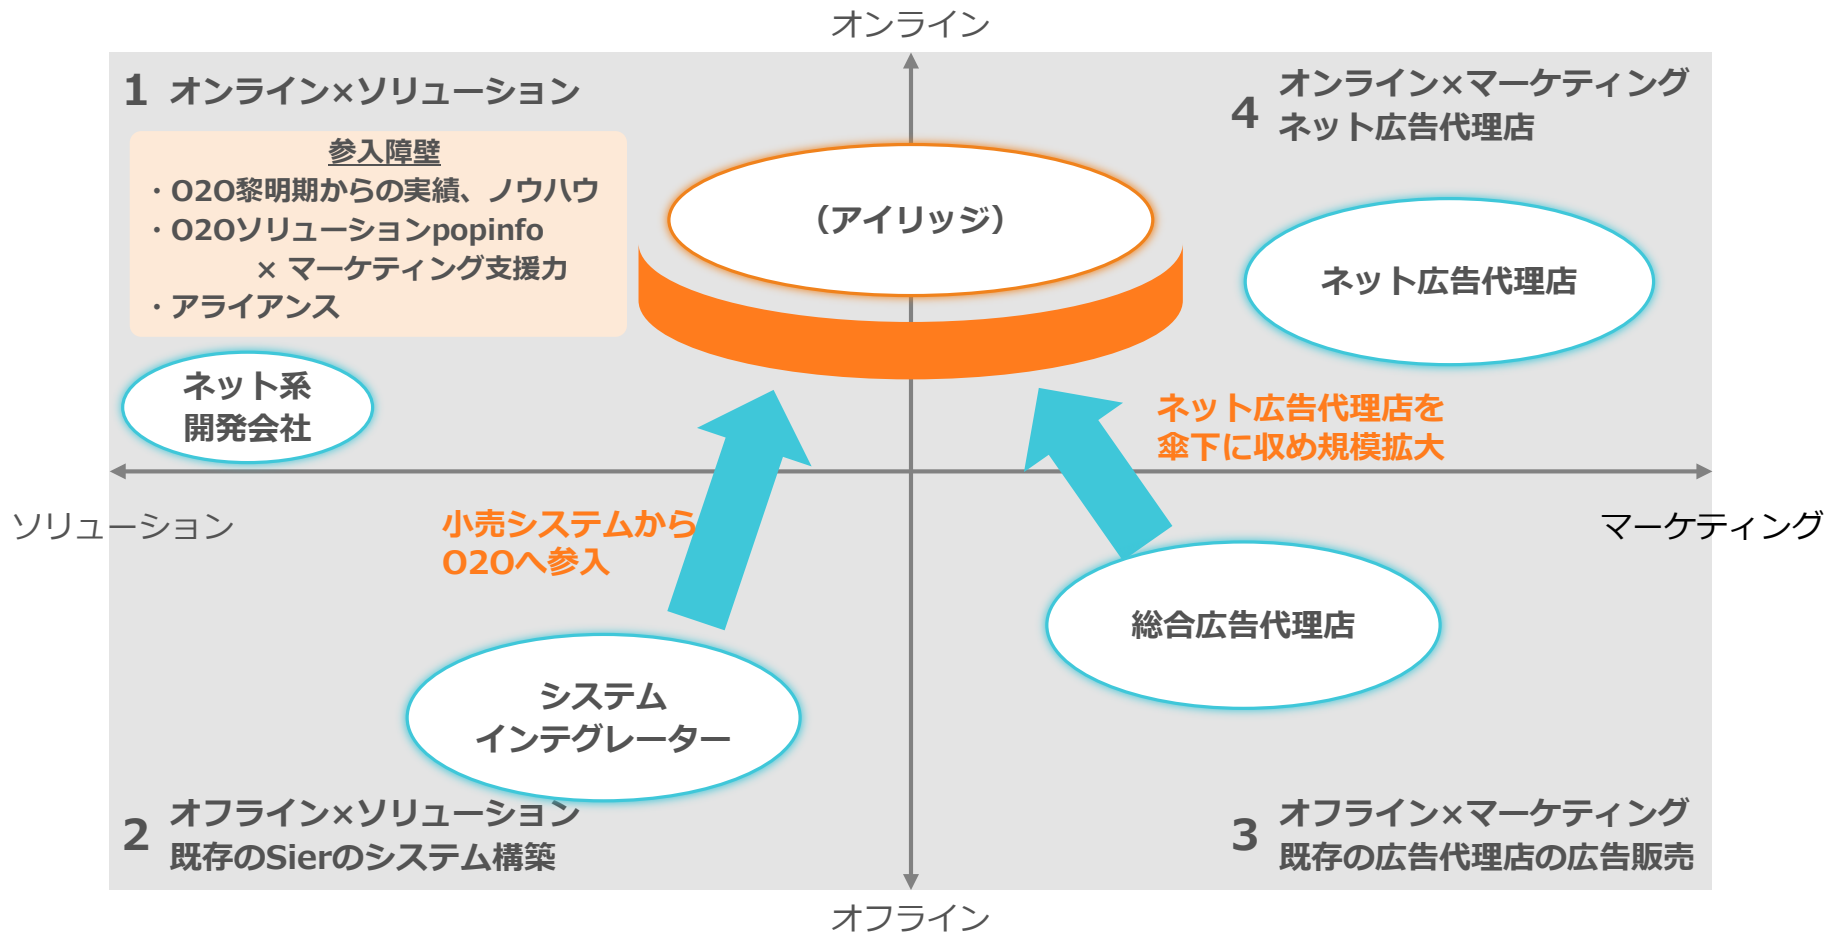 オンライン
1 オンライン×ソリューション
参入障壁
・O2O黎明期からの実績、ノウハウ
・O2Oソリューションpopinfo
× マーケティング支援力
・アライアンス
（アイリッジ）
4 オンライン×マーケティング
ネット広告代理店
ネット広告代理店
ネット系
開発会社
ネット広告代理店を
傘下に収め規模拡大
ソリューション
マーケティング
小売システムから
O2Oへ参入
総合広告代理店
システム
インテグレーター
2 オフライン×ソリューション
既存のSierのシステム構築
3 オフライン×マーケティング
既存の広告代理店の広告販売
オフライン